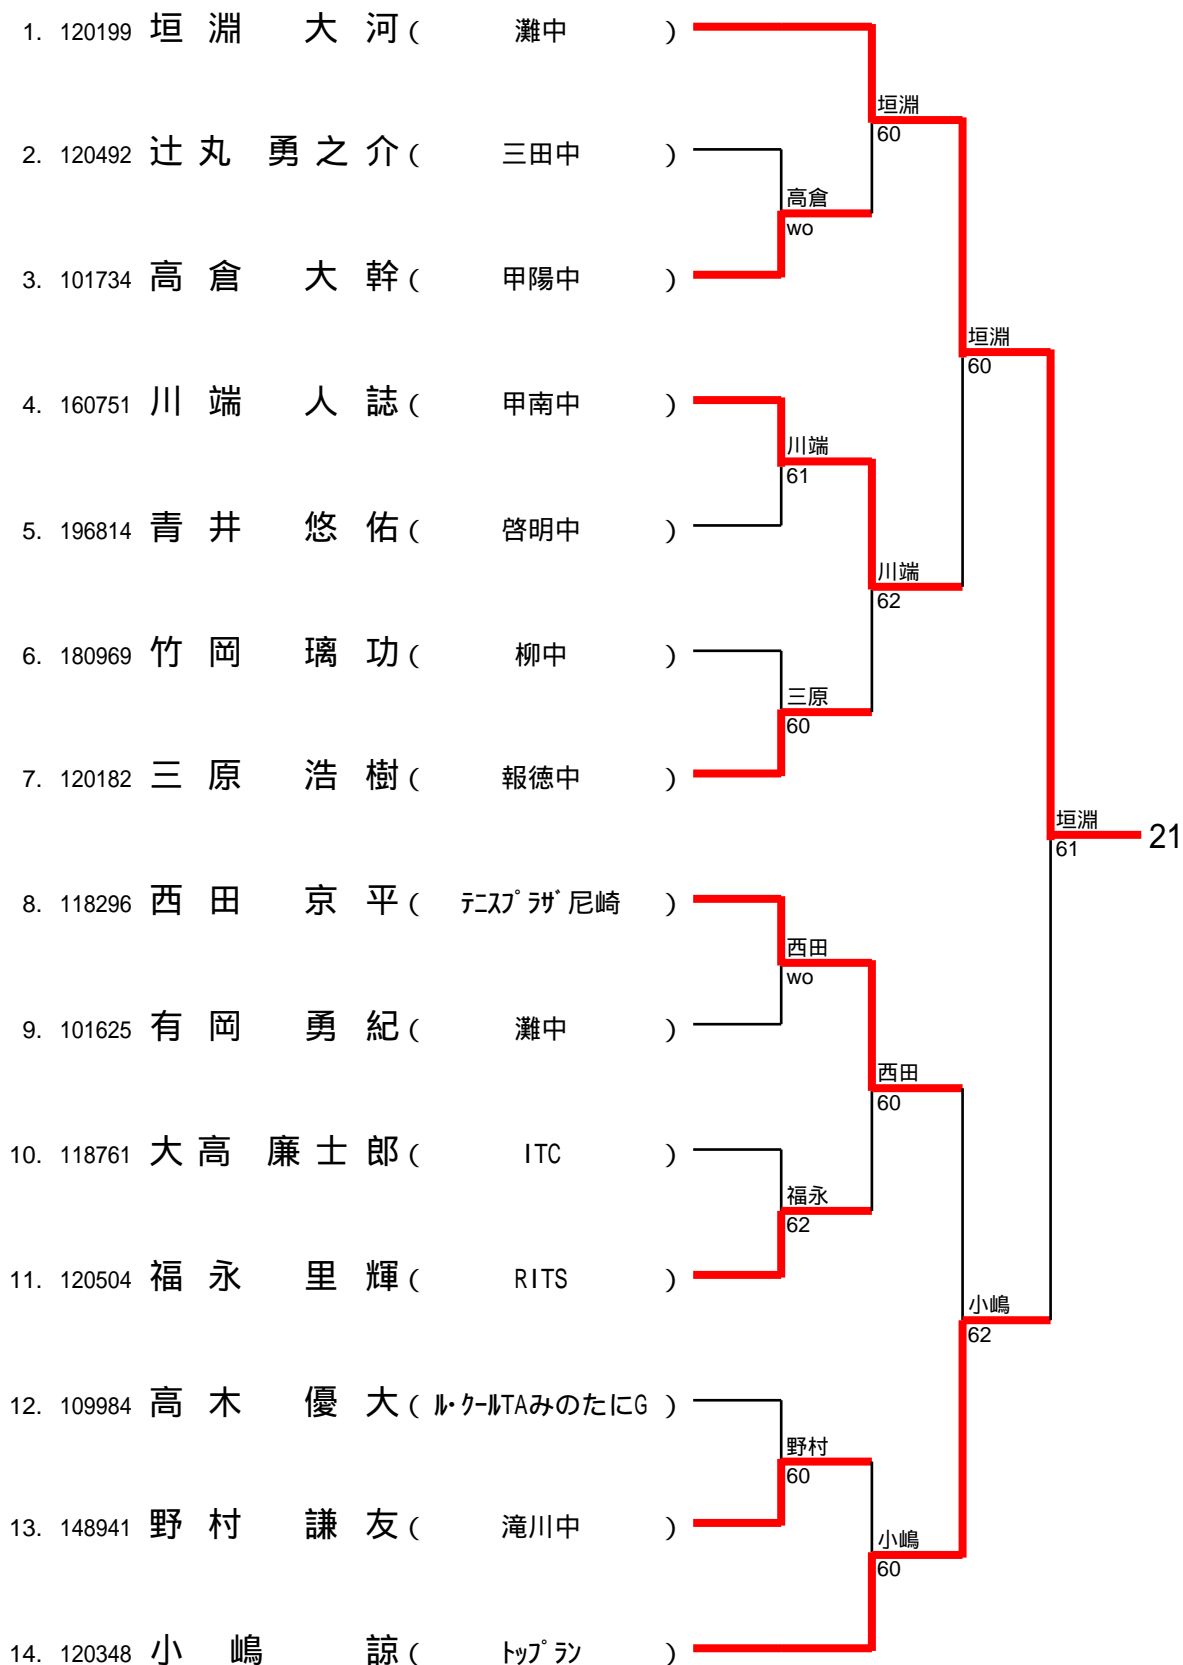 1. 120199 垣淵 大河 ( 灘中 )
垣淵
60
2. 120492 辻丸 勇之介 ( 三田中 )
高倉
wo
3. 101734 高倉 大幹 ( 甲陽中 )
垣淵
60
4. 160751 川端 人誌 ( 甲南中 )
川端
61
5. 196814 青井 悠佑 ( 啓明中 )
川端
62
6. 180969 竹岡 璃功 ( 柳中 )
三原
60
7. 120182 三原 浩樹 ( 報徳中 )
垣淵
61
21
8. 118296 西田 京平 ( テニスプラザ尼崎 )
西田
wo
9. 101625 有岡 勇紀 ( 灘中 )
西田
60
10. 118761 大高 廉士郎 ( ITC )
福永
62
11. 120504 福永 里輝 ( RITS )
小嶋
62
12. 109984 高木 優大 ( ル・クールTAみのたにG )
野村
60
13. 148941 野村 謙友 ( 滝川中 )
小嶋
60
14. 120348 小嶋 諒 ( トップラン )